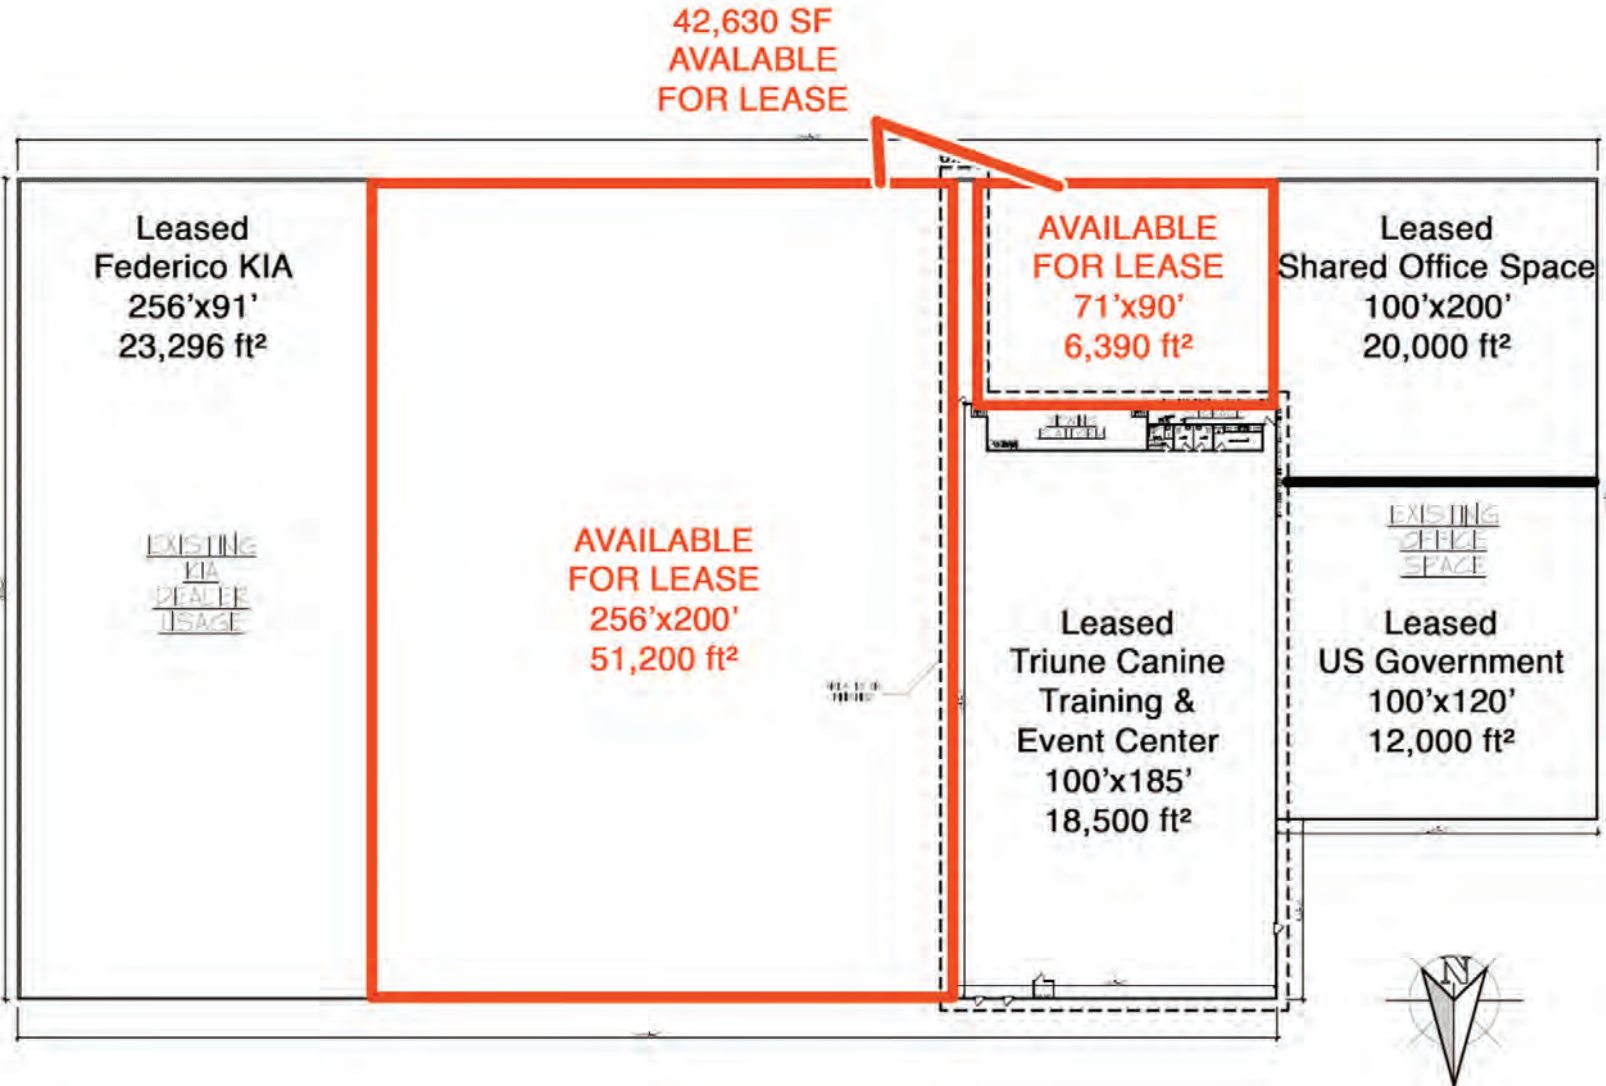 42,630 SF
AVALABLE
FOR LEASE
Leased
Federico KIA
256'x91'
23,296 ft²
EXISTING
KIA
DEALER
USAGE
AVAILABLE
FOR LEASE
256'x200'
51,200 ft²
AVAILABLE
FOR LEASE
71'x90'
6,390 ft²
Leased
Shared Office Space
100'x200'
20,000 ft²
EXISTING
OFFICE
SPACE
Leased
Triune Canine
Training &
Event Center
100'x185'
18,500 ft²
Leased
US Government
100'x120'
12,000 ft²
N